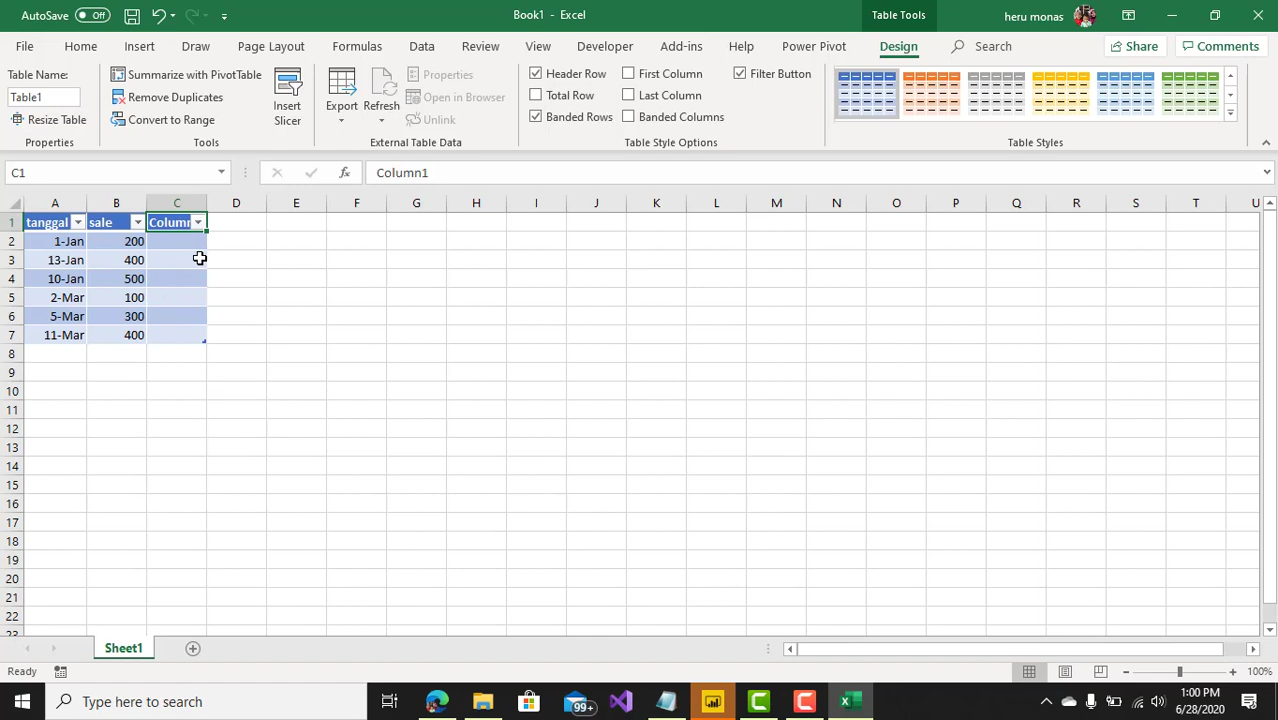 AutoSave Off
Book1 - Excel
Table Tools
heru monas
File Home Insert Draw Page Layout Formulas Data Review View Developer Add-ins Help Power Pivot Design Search Share Comments
Table Name:
Table1
Resize Table
Properties
Summarize with PivotTable
Remove Duplicates
Convert to Range
Tools
Insert
Slicer
Export
Refresh
Properties
Open in Browser
Unlink
External Table Data
Header Row First Column Filter Button
Total Row Last Column
Banded Rows Banded Columns
Table Style Options
Table Styles
C1
fx
Column1
A B C D E F G H I J K L M N O P Q R S T U
1 tanggal sale Column
2 1-Jan 200
3 13-Jan 400
4 10-Jan 500
5 2-Mar 100
6 5-Mar 300
7 11-Mar 400
8
9
10
11
12
13
14
15
16
17
18
19
20
21
22
23
Sheet1
Ready
100%
Type here to search
99+
1:00 PM
6/28/2020